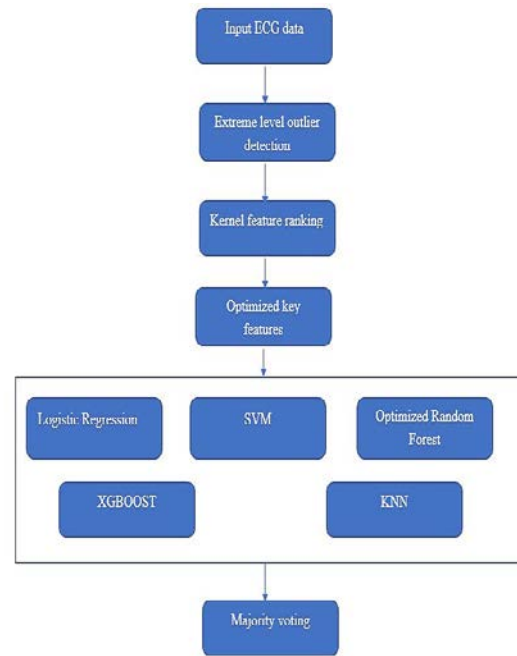 Input ECG data
Extreme level outlier
detection
Kernel feature ranking
Optimized key
features
Logistic Regression
SVM
Optimized Random
Forest
XGBOOST
KNN
Majority voting